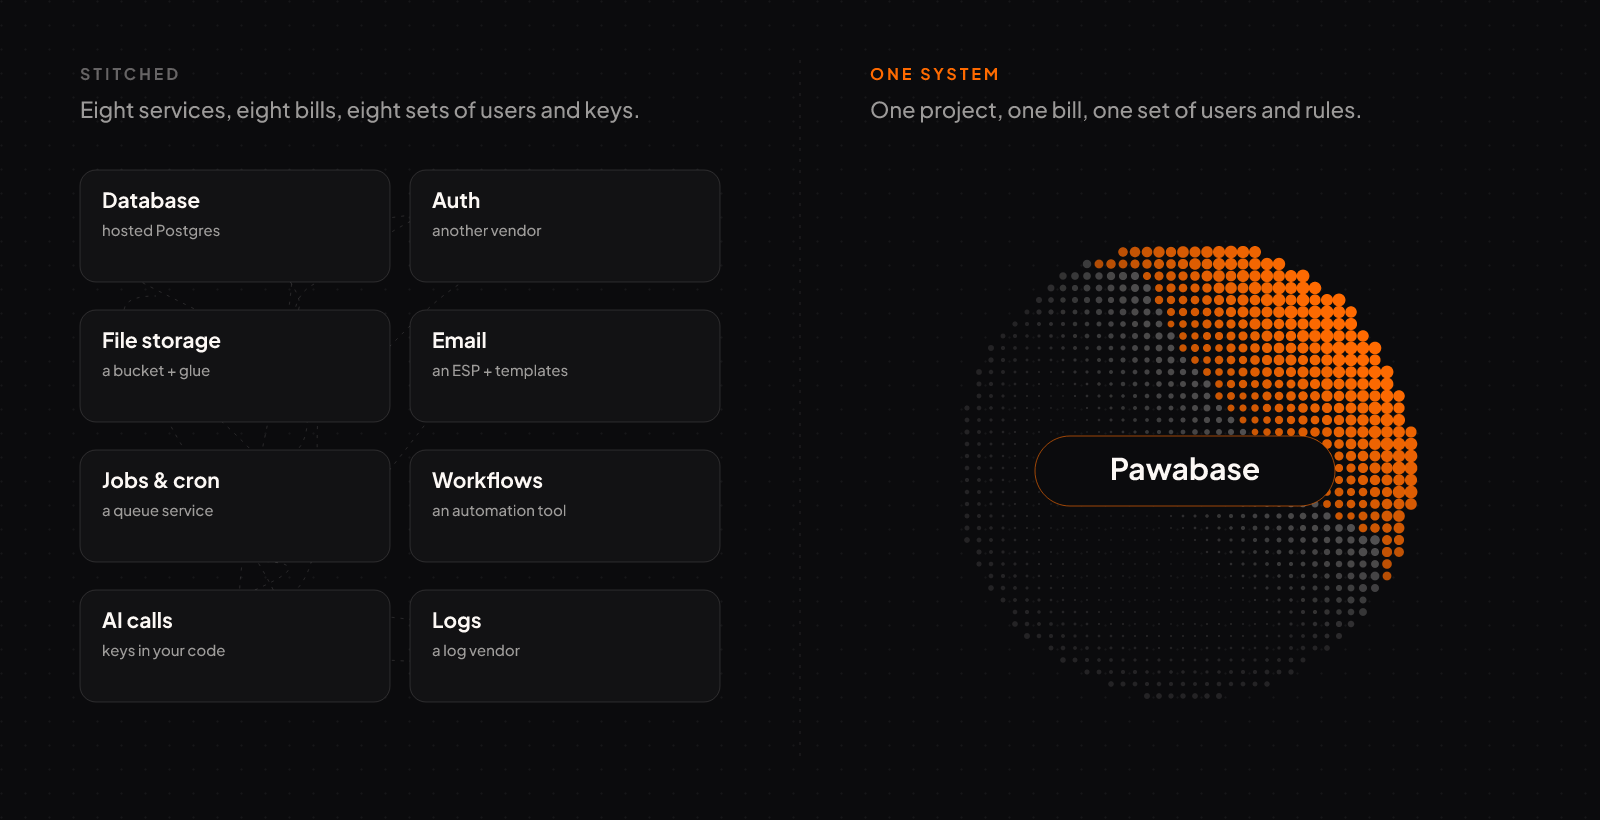 STITCHED
Eight services, eight bills, eight sets of users and keys.
Database
hosted Postgres
Auth
another vendor
File storage
a bucket + glue
Email
an ESP + templates
Jobs & cron
a queue service
Workflows
an automation tool
AI calls
keys in your code
Logs
a log vendor
ONE SYSTEM
One project, one bill, one set of users and rules.
Pawabase